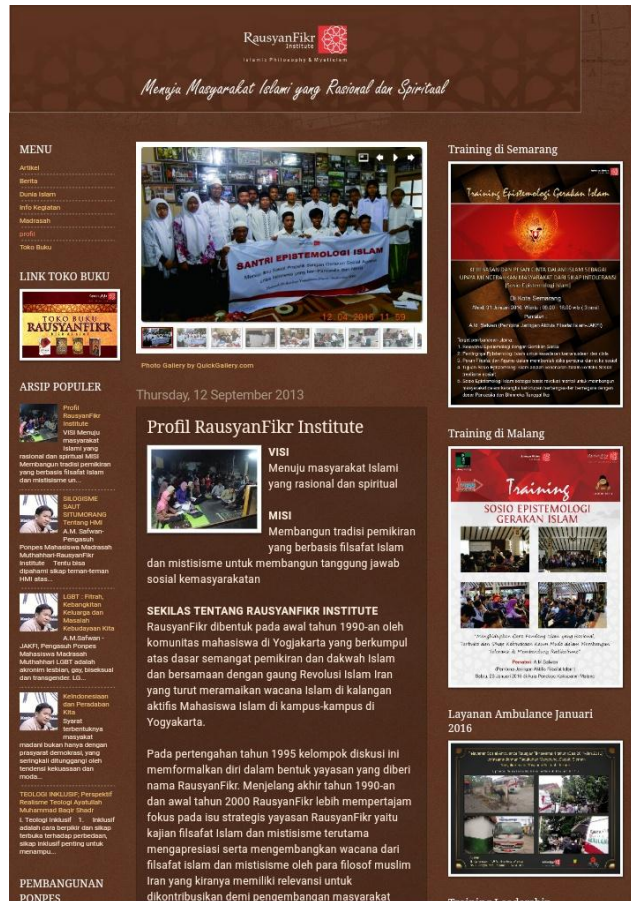 RausyanFikr
Institute
Islamic Philosophy & Mysticism
Menuju Masyarakat Islami yang Rasional dan Spiritual
MENU
Artikel
Berita
Dunia Islam
Info Kegiatan
Madrasah
profil
Toko Buku
LINK TOKO BUKU
TOKO BUKU
RAUSYANFIKR
ARSIP POPULER
Profil
RausyanFikr
Institute
VISI Menuju
masyarakat Islami
yang rasional dan spiritual MISI
Membangun tradisi pemikiran
yang berbasis filsafat Islam
dan mistisisme un...
SILOGISME
SAUT
SITUMORANG
Tentang HMI
A.M. Safwan-
Pengasuh
Ponpes Mahasiswa Madrasah
Muthahhari-RausyanFikr
Institute Tentu bisa
dipahami sikap teman-teman
HMI atas...
LGBT : Fitrah,
Kebangkitan
Keluarga dan
Masalah
Kebudayaan Kita
A.M.Safwan -
JAKFI, Pengasuh Ponpes
Mahasiswa Madrasah
Muthahhari LGBT adalah
akronim lesbian, gay, biseksual
dan transgender. LG...
KeIndonesiaan
dan Peradaban
Kita
Syarat
terbentuknya
masyakat
madani bukan hanya dengan
prasyarat demokrasi, yang
seringkali ditunggangi oleh
tendensi kekuasaan dan
moda...
TEOLOGI INKLUSIF: Perspektif
Realisme Teologi Ayatullah
Muhammad Baqir Shadr
I. Teologi Inklusif 1. Inklusif
adalah cara berpikir dan sikap
terbuka terhadap perbedaan,
sikap inklusif penting untuk
menampu...
PEMBANGUNAN
PONPES
SANTRI EPISTEMOLOGI ISLAM
12.04.2016 11:59
Photo Gallery by QuickGallery.com
Thursday, 12 September 2013
Profil RausyanFikr Institute
VISI
Menuju masyarakat Islami
yang rasional dan spiritual
MISI
Membangun tradisi pemikiran
yang berbasis filsafat Islam
dan mistisisme untuk membangun tanggung jawab
sosial kemasyarakatan
SEKILAS TENTANG RAUSYANFIKR INSTITUTE
RausyanFikr dibentuk pada awal tahun 1990-an oleh
komunitas mahasiswa di Yogyakarta yang berkumpul
atas dasar semangat pemikiran dan dakwah Islam
dan bersamaan dengan gaung Revolusi Islam Iran
yang turut meramaikan wacana Islam di kalangan
aktifis Mahasiswa Islam di kampus-kampus di
Yogyakarta.
Pada pertengahan tahun 1995 kelompok diskusi ini
memformalkan diri dalam bentuk yayasan yang diberi
nama RausyanFikr. Menjelang akhir tahun 1990-an
dan awal tahun 2000 RausyanFikr lebih mempertajam
fokus pada isu strategis yayasan RausyanFikr yaitu
kajian filsafat Islam dan mistisisme terutama
mengapresiasi serta mengembangkan wacana dari
filsafat islam dan mistisisme oleh para filosof muslim
Iran yang kiranya memiliki relevansi untuk
dikontribusikan demi pengembangan masyarakat
Training di Semarang
Training Epistemologi Gerakan Islam
Di Kota Semarang
Training di Malang
Training
SOSIO EPISTEMOLOGI
GERAKAN ISLAM
Layanan Ambulance Januari
2016
Training Leadership